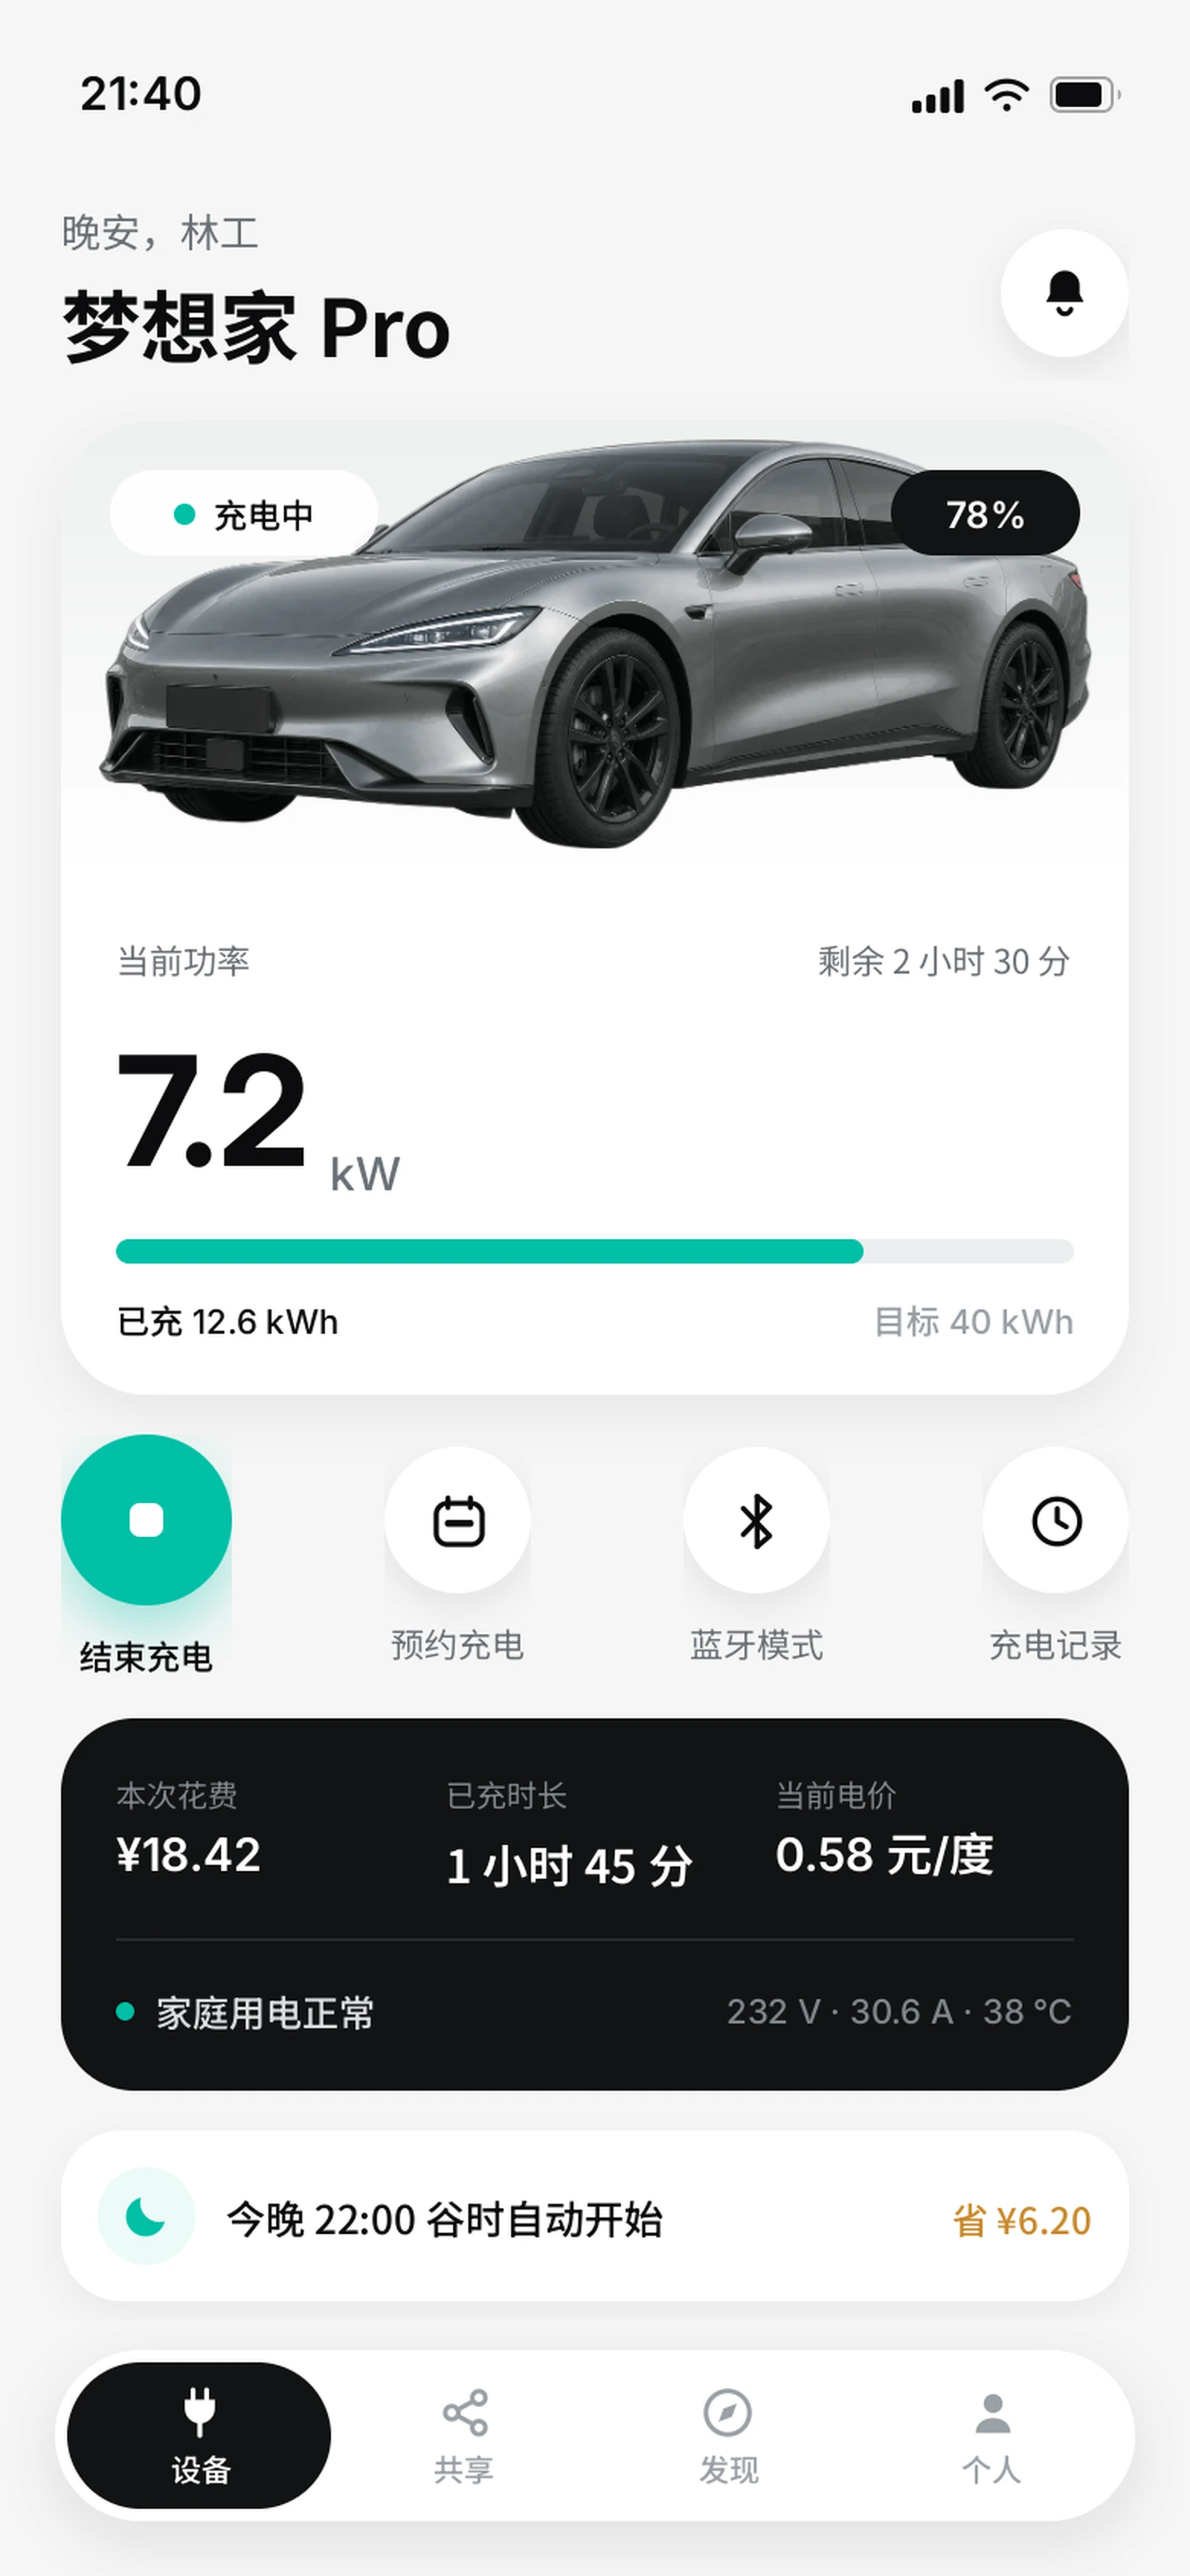 21:40
晚安，林工
梦想家 Pro
充电中
78%
当前功率
剩余 2 小时 30 分
7.2 kW
已充 12.6 kWh
目标 40 kWh
结束充电
预约充电
蓝牙模式
充电记录
本次花费
已充时长
当前电价
¥18.42
1 小时 45 分
0.58 元/度
家庭用电正常
232 V · 30.6 A · 38 °C
今晚 22:00 谷时自动开始
省 ¥6.20
设备
共享
发现
个人